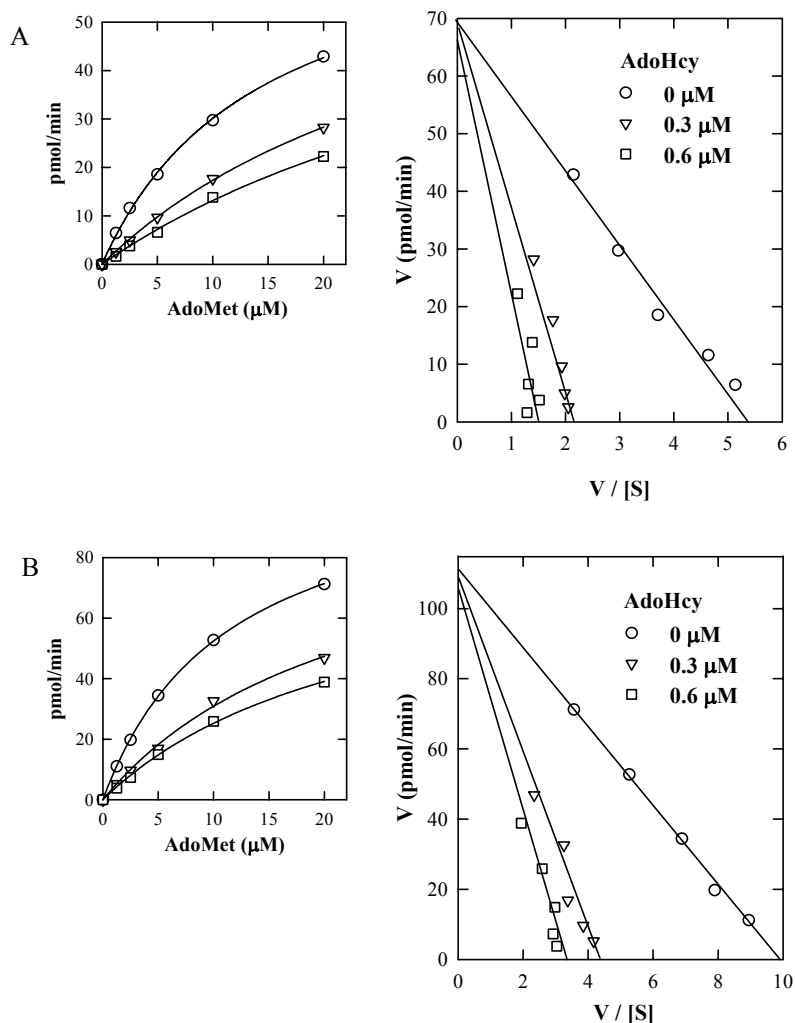 A
pmol/min
50
40
30
20
10
0
0 5 10 15 20
AdoMet (μM)
V (pmol/min)
70
60
50
40
30
20
10
0
0 1 2 3 4 5 6
V / [S]
AdoHcy
0 μM
0.3 μM
0.6 μM
B
pmol/min
80
60
40
20
0
0 5 10 15 20
AdoMet (μM)
V (pmol/min)
100
80
60
40
20
0
2 4 6 8 10
V / [S]
AdoHcy
0 μM
0.3 μM
0.6 μM